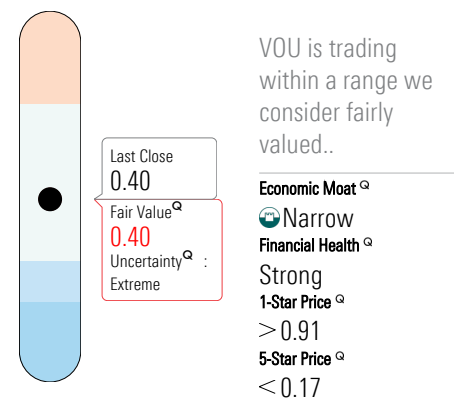 VOU is trading
within a range we
consider fairly
valued..
Last Close
0.40
Fair Value Q
0.40
Uncertainty Q :
Extreme
Economic Moat Q
Narrow
Financial Health Q
Strong
1-Star Price Q
>0.91
5-Star Price Q
<0.17